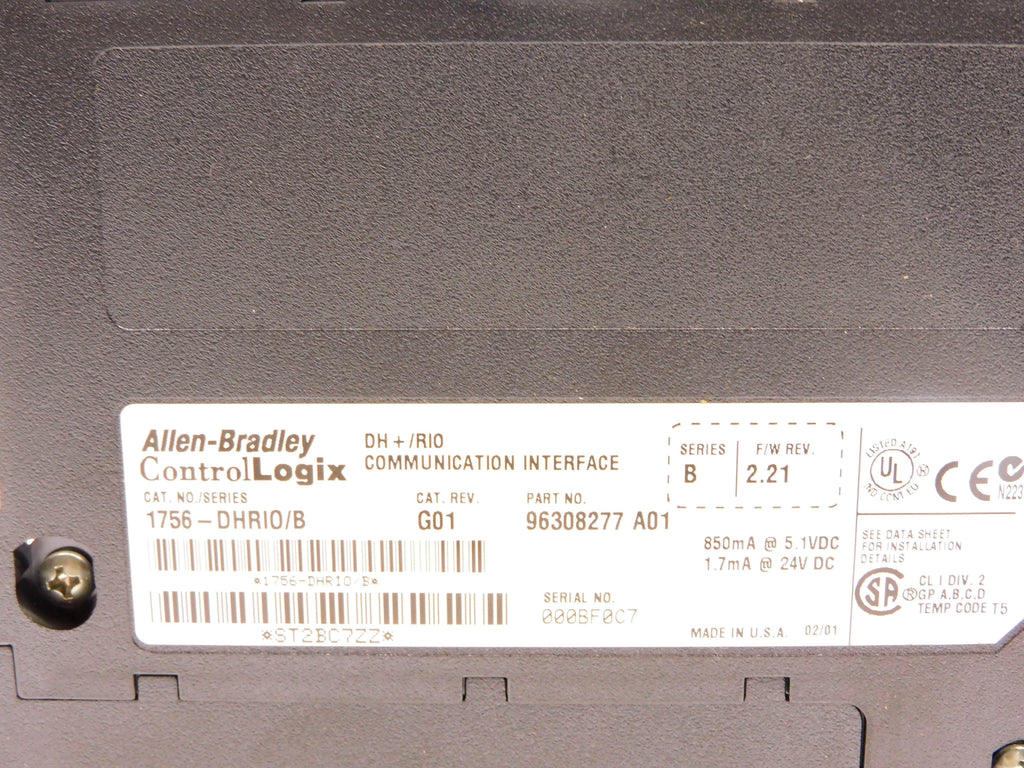 Allen-Bradley
ControlLogix
DH+/RIO
COMMUNICATION INTERFACE
SERIES
B
F/W REV.
2.21
CAT. NO./SERIES
1756-DHRIO/B
CAT. REV.
G01
PART NO.
96308277 A01
*1756-DHRIO/B*
*ST2BC7ZZ*
850mA @ 5.1VDC
1.7mA @ 24V DC
SERIAL NO.
000BF0C7
MADE IN U.S.A. 02/01
UL
CE
N223
SEE DATA SHEET
FOR INSTALLATION
DETAILS
SA
CL I DIV. 2
GP A,B,C,D
TEMP CODE T5